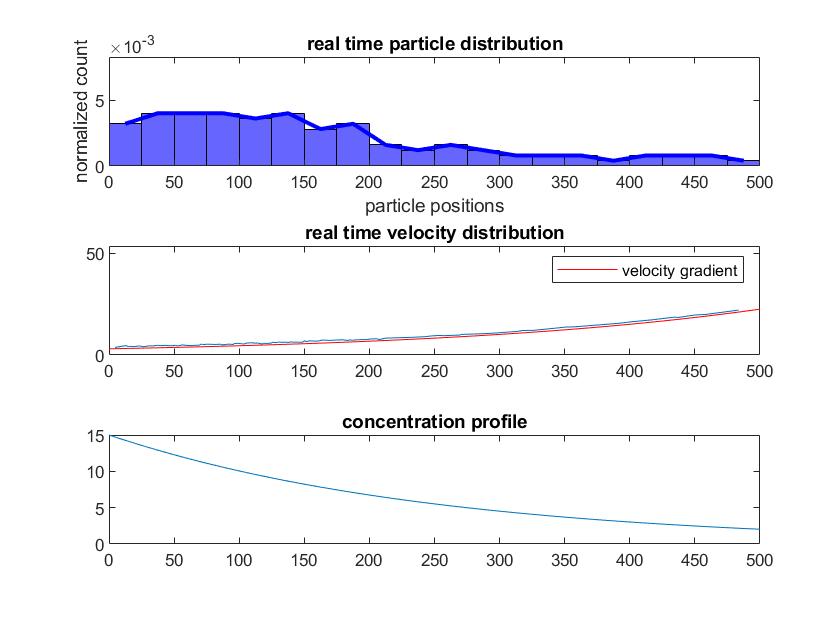 ×10⁻³
real time particle distribution
normalized count
5
0
0 50 100 150 200 250 300 350 400 450 500
particle positions
real time velocity distribution
50
velocity gradient
0
0 50 100 150 200 250 300 350 400 450 500
concentration profile
15
10
5
0
0 50 100 150 200 250 300 350 400 450 500